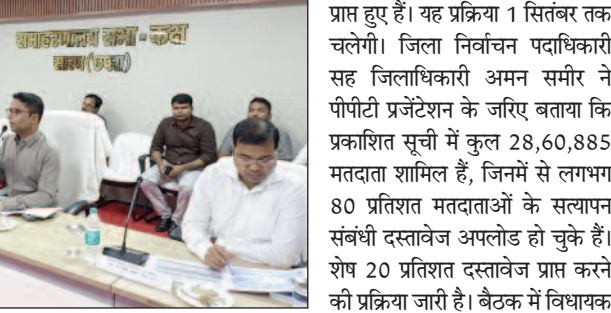 समाहरणालय सभा - कक्ष
सारण (छपरा)
प्राप्त हुए हैं। यह प्रक्रिया 1 सितंबर तक
चलेगी। जिला निर्वाचन पदाधिकारी
सह जिलाधिकारी अमन समीर ने
पीपीटी प्रजेंटेशन के जरिए बताया कि
प्रकाशित सूची में कुल 28,60,885
मतदाता शामिल हैं, जिनमें से लगभग
80 प्रतिशत मतदाताओं के सत्यापन
संबंधी दस्तावेज अपलोड हो चुके हैं।
शेष 20 प्रतिशत दस्तावेज प्राप्त करने
की प्रक्रिया जारी है। बैठक में विधायक